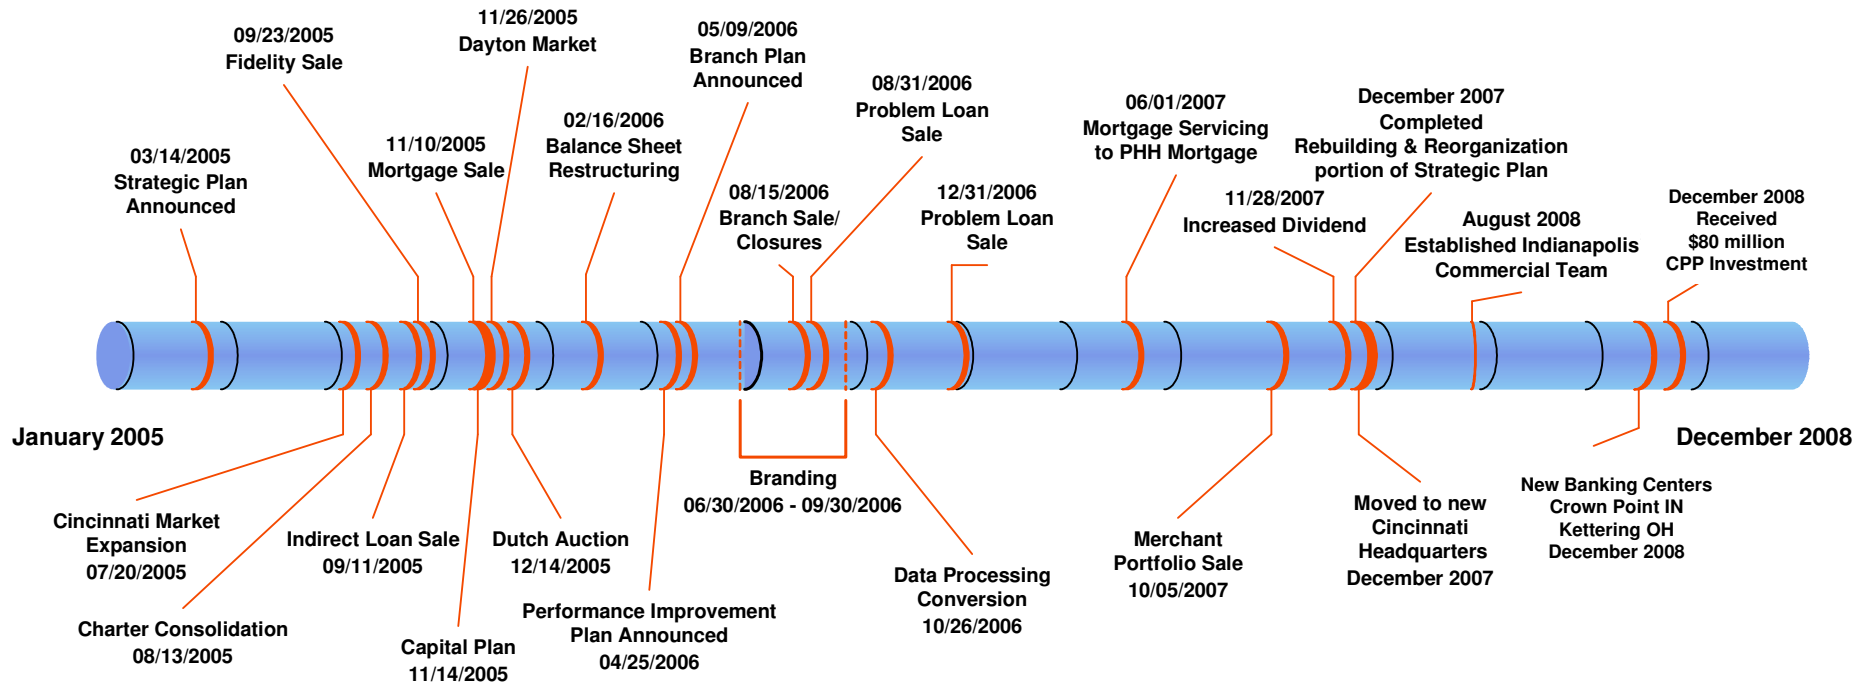 11/26/2005
Dayton Market
09/23/2005
Fidelity Sale
05/09/2006
Branch Plan
Announced
08/31/2006
Problem Loan
Sale
06/01/2007
Mortgage Servicing
to PHH Mortgage
December 2007
Completed
Rebuilding & Reorganization
portion of Strategic Plan
03/14/2005
Strategic Plan
Announced
11/10/2005
Mortgage Sale
02/16/2006
Balance Sheet
Restructuring
08/15/2006
Branch Sale/
Closures
12/31/2006
Problem Loan
Sale
11/28/2007
Increased Dividend
August 2008
Established Indianapolis
Commercial Team
December 2008
Received
$80 million
CPP Investment
January 2005
December 2008
Cincinnati Market
Expansion
07/20/2005
Charter Consolidation
08/13/2005
Indirect Loan Sale
09/11/2005
Capital Plan
11/14/2005
Dutch Auction
12/14/2005
Performance Improvement
Plan Announced
04/25/2006
Branding
06/30/2006 - 09/30/2006
Data Processing
Conversion
10/26/2006
Merchant
Portfolio Sale
10/05/2007
Moved to new
Cincinnati
Headquarters
December 2007
New Banking Centers
Crown Point IN
Kettering OH
December 2008